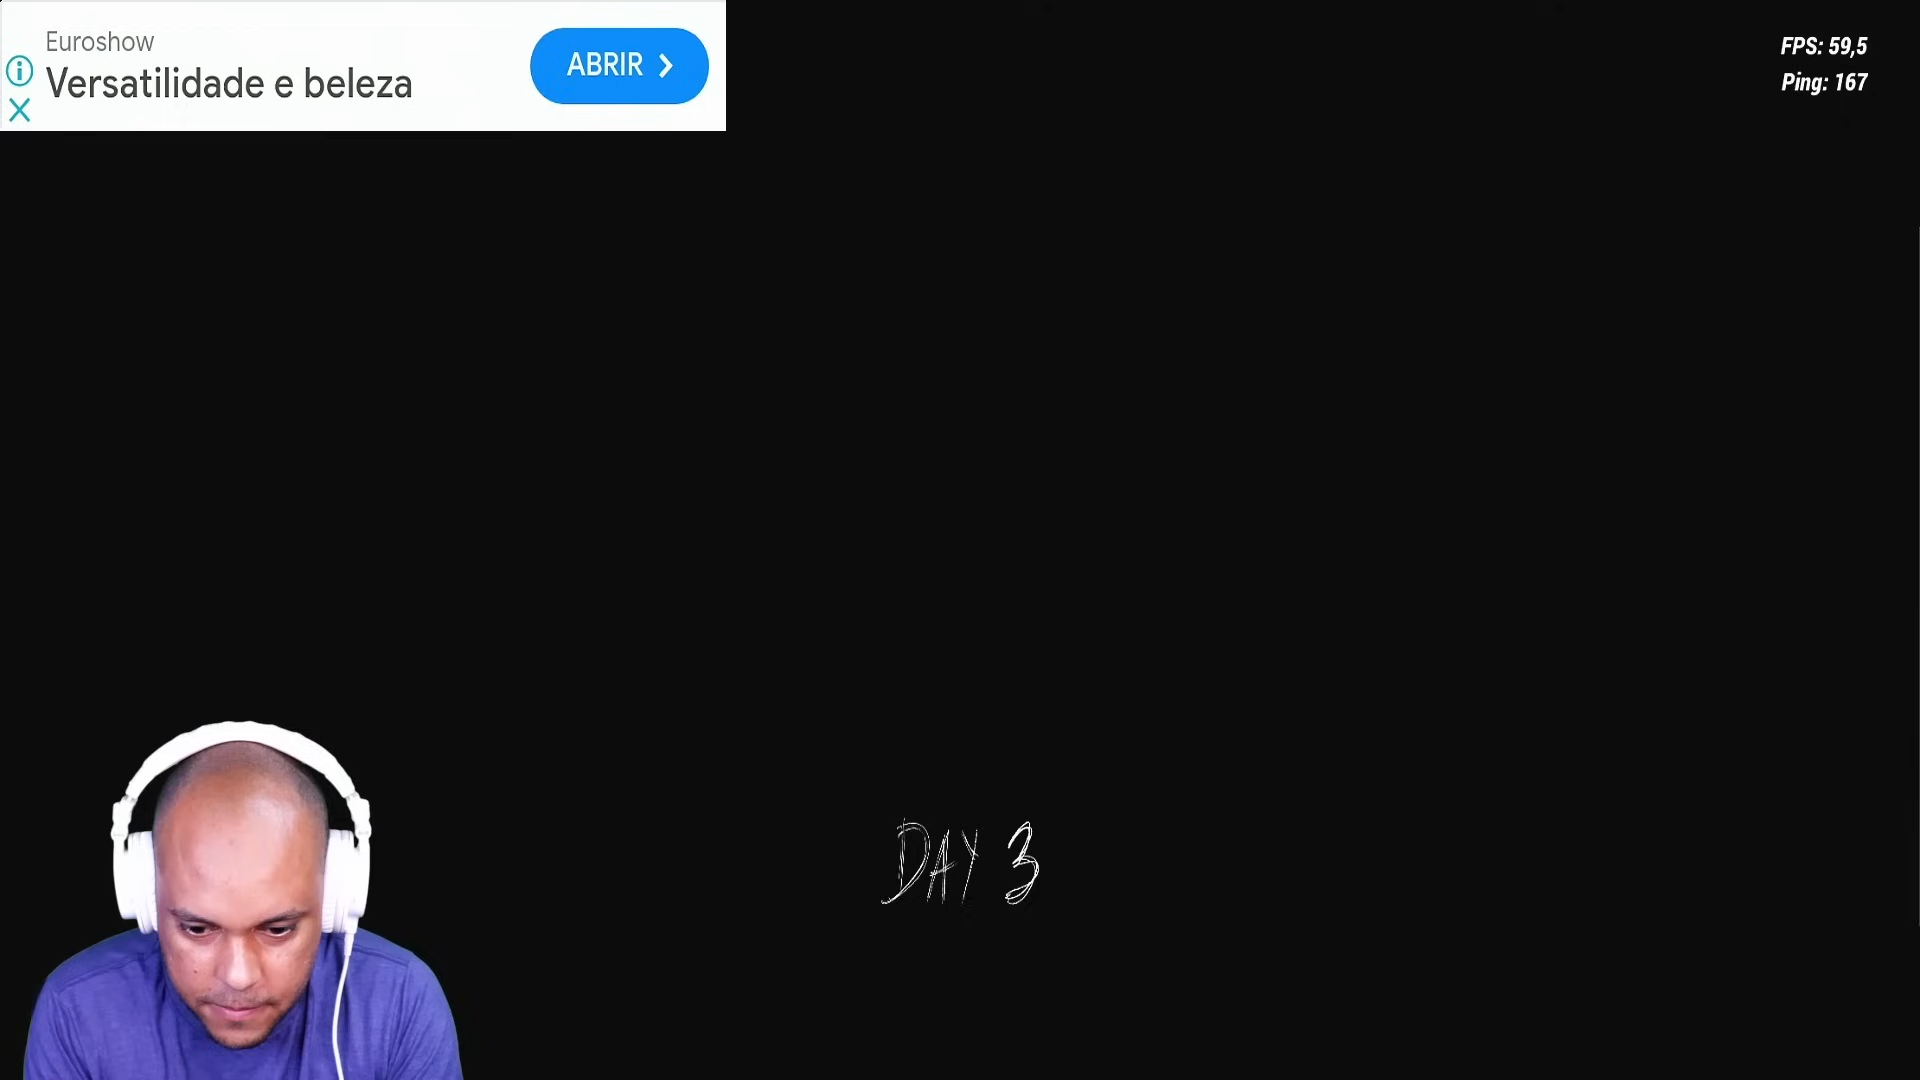 Euroshow
Versatilidade e beleza
ABRIR
FPS: 59,5
Ping: 167
DAY 3